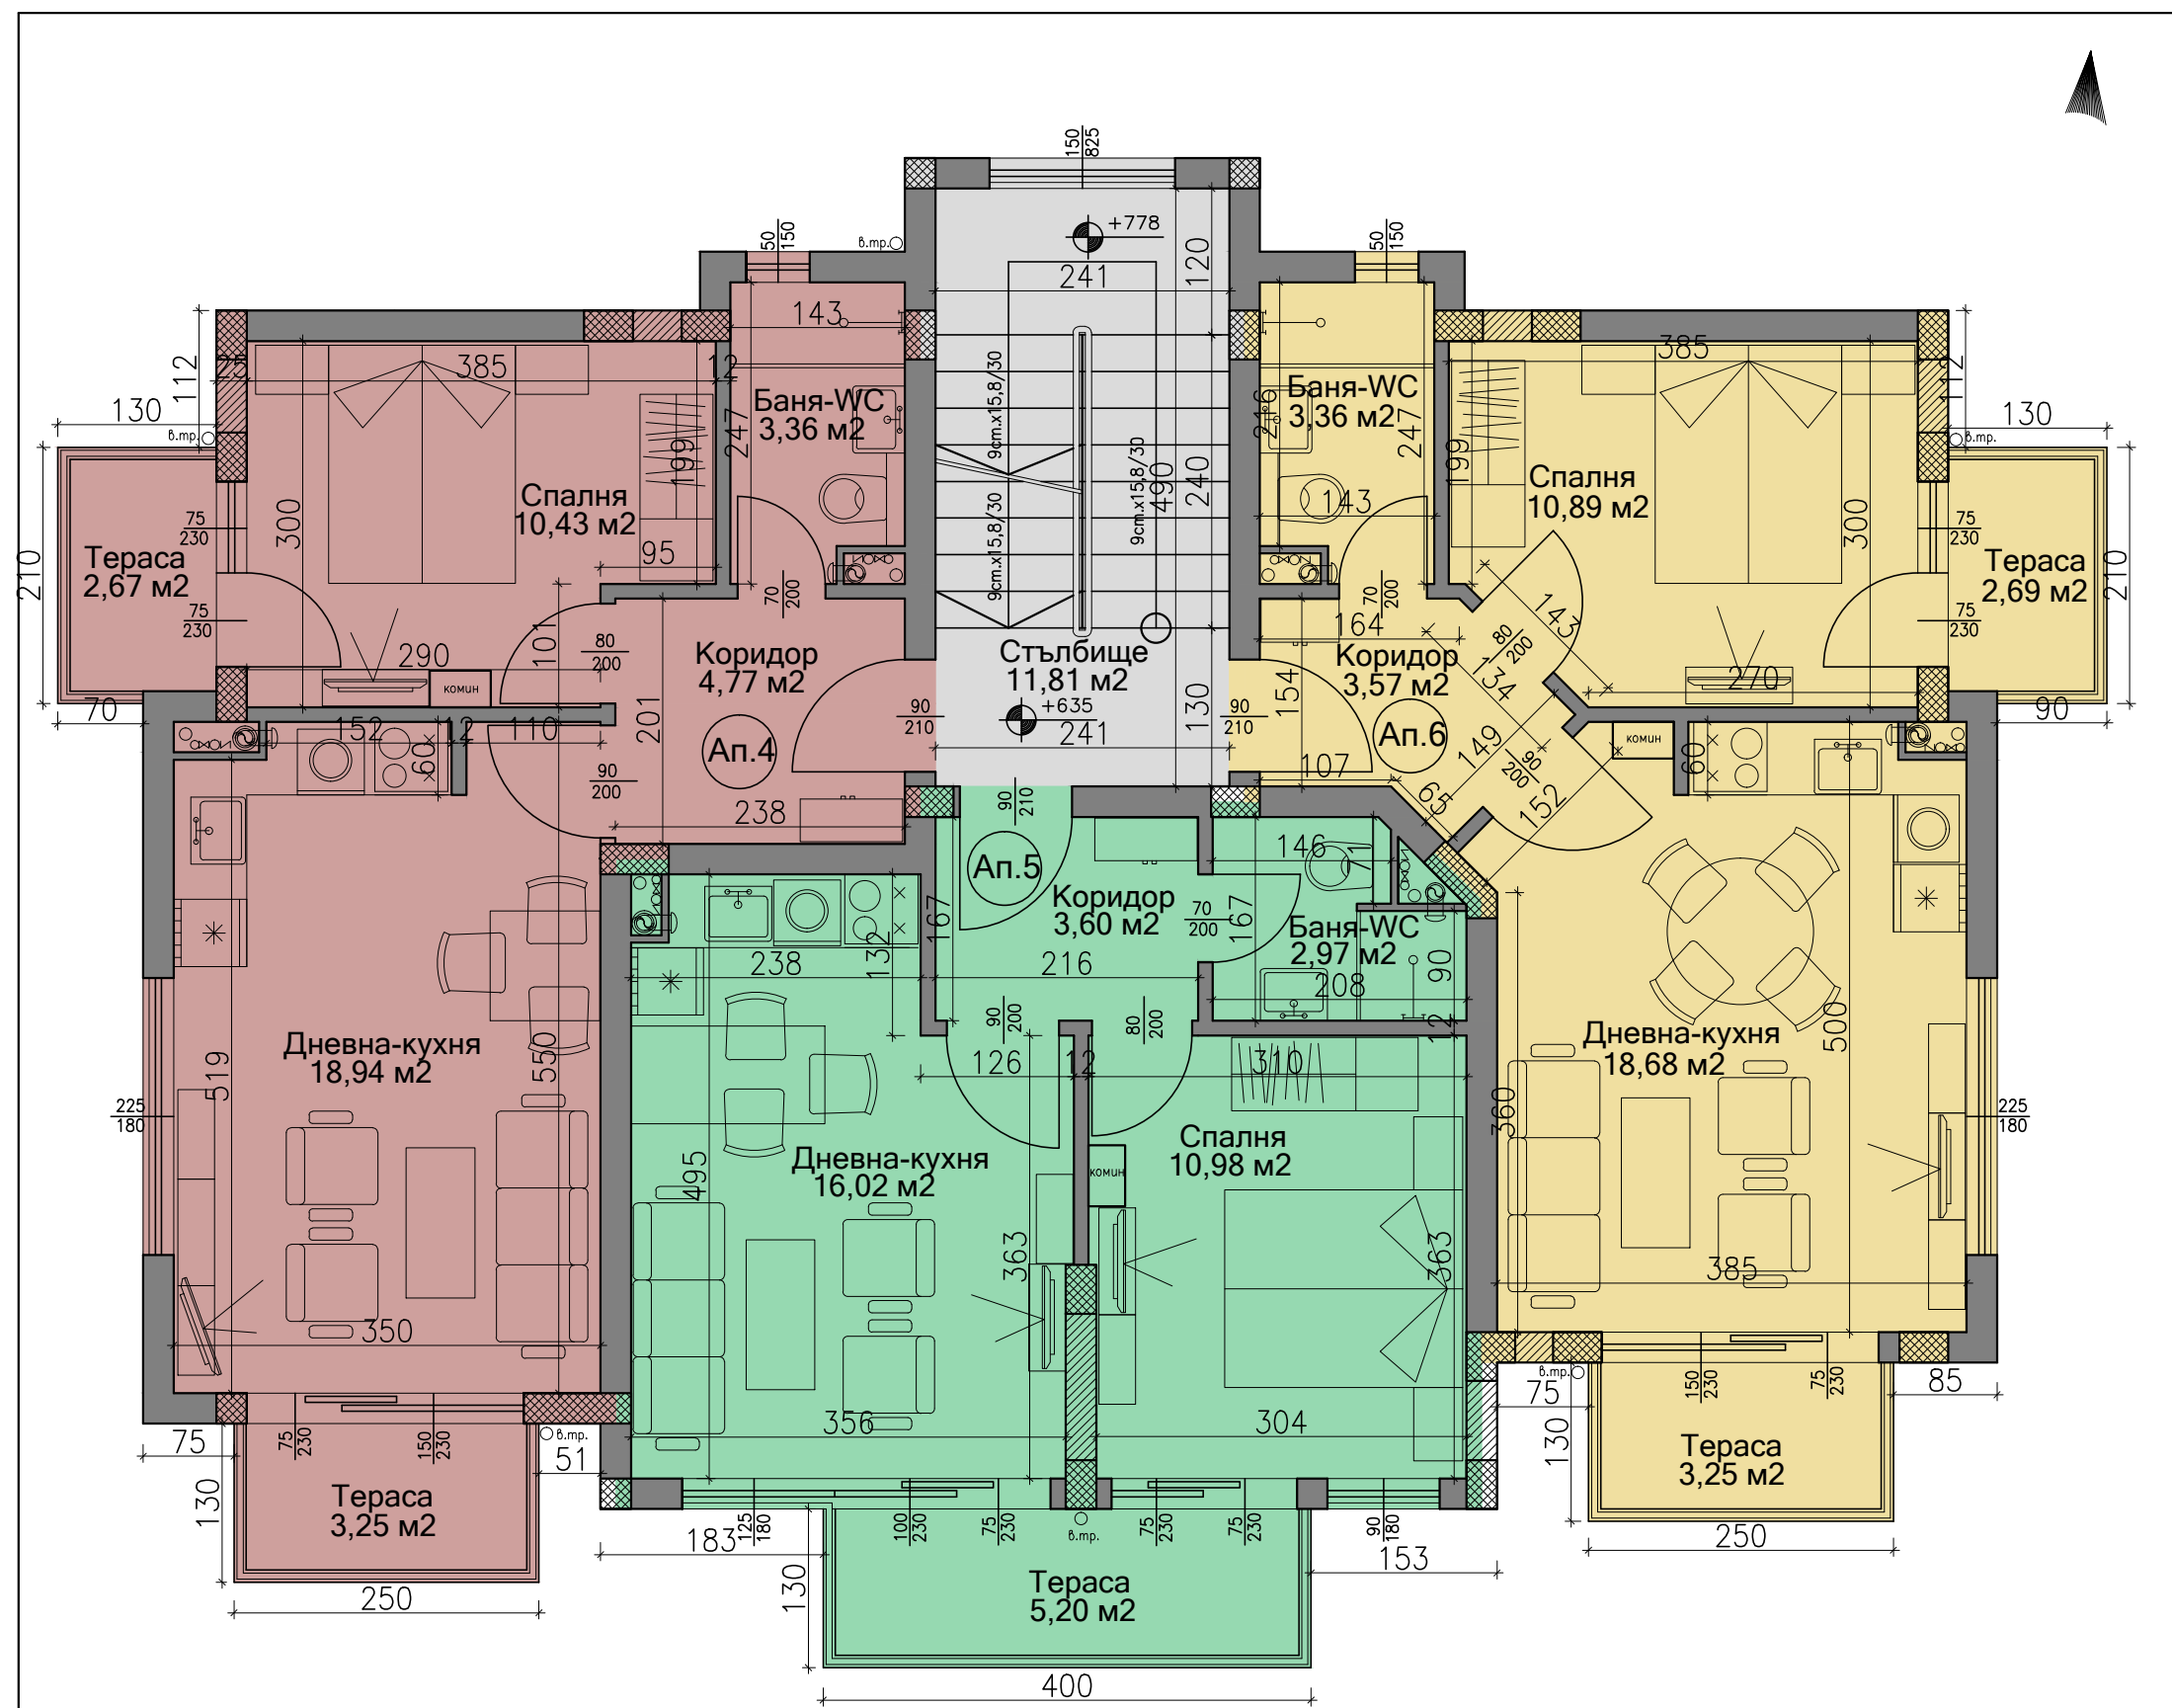 150
825
+778
241
120
50
150
в.тр.
143
Баня-WC
3,36 м2
247
25
385
12
112
130
в.тр.
199
Спалня
10,43 м2
300
95
75
230
Тераса
2,67 м2
210
75
230
70
290
101
80
200
комин
70
200
Коридор
4,77 м2
201
Ап.4
90
210
238
152
12
110
60
90
200
9cm.x15,8/30
9cm.x15,8/30
9cm.x15,8/30
490
240
Стълбище
11,81 м2
130
+635
241
50
150
Баня-WC
3,36 м2
216
247
143
199
385
112
130
в.тр.
Спалня
10,89 м2
300
75
230
Тераса
2,69 м2
210
75
230
90
270
143
80
200
134
70
200
164
Коридор
3,57 м2
154
Ап.6
90
210
107
149
65
90
200
152
комин
60
90
210
Ап.5
Коридор
3,60 м2
167
216
70
200
146
71
167
Баня-WC
2,97 м2
90
208
12
238
132
90
200
80
200
126
12
310
Дневна-кухня
18,94 м2
519
550
225
180
350
Дневна-кухня
16,02 м2
495
363
356
Спалня
10,98 м2
комин
363
304
Дневна-кухня
18,68 м2
500
360
225
180
385
75
130
75
230
150
230
в.тр.
51
Тераса
3,25 м2
250
183
125
180
100
230
75
230
в.тр.
75
230
75
230
90
180
153
130
Тераса
5,20 м2
400
75
130
в.тр.
150
230
75
230
85
Тераса
3,25 м2
250